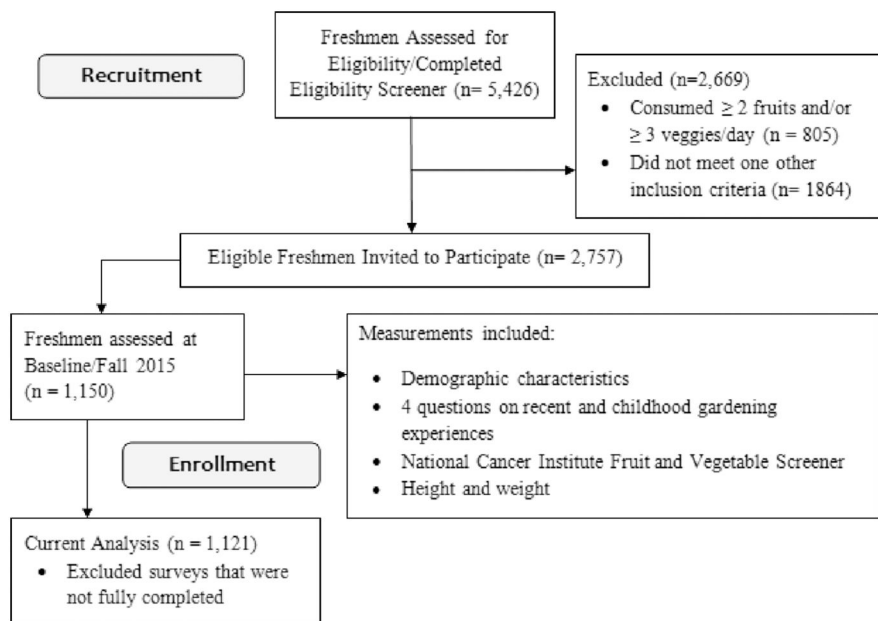 Recruitment
Freshmen Assessed for
Eligibility/Completed
Eligibility Screener (n= 5,426)
Excluded (n=2,669)
• Consumed ≥ 2 fruits and/or
≥ 3 veggies/day (n = 805)
• Did not meet one other
inclusion criteria (n= 1864)
Eligible Freshmen Invited to Participate (n= 2,757)
Freshmen assessed at
Baseline/Fall 2015
(n = 1,150)
Measurements included:
• Demographic characteristics
• 4 questions on recent and childhood gardening
experiences
• National Cancer Institute Fruit and Vegetable Screener
• Height and weight
Enrollment
Current Analysis (n = 1,121)
• Excluded surveys that were
not fully completed